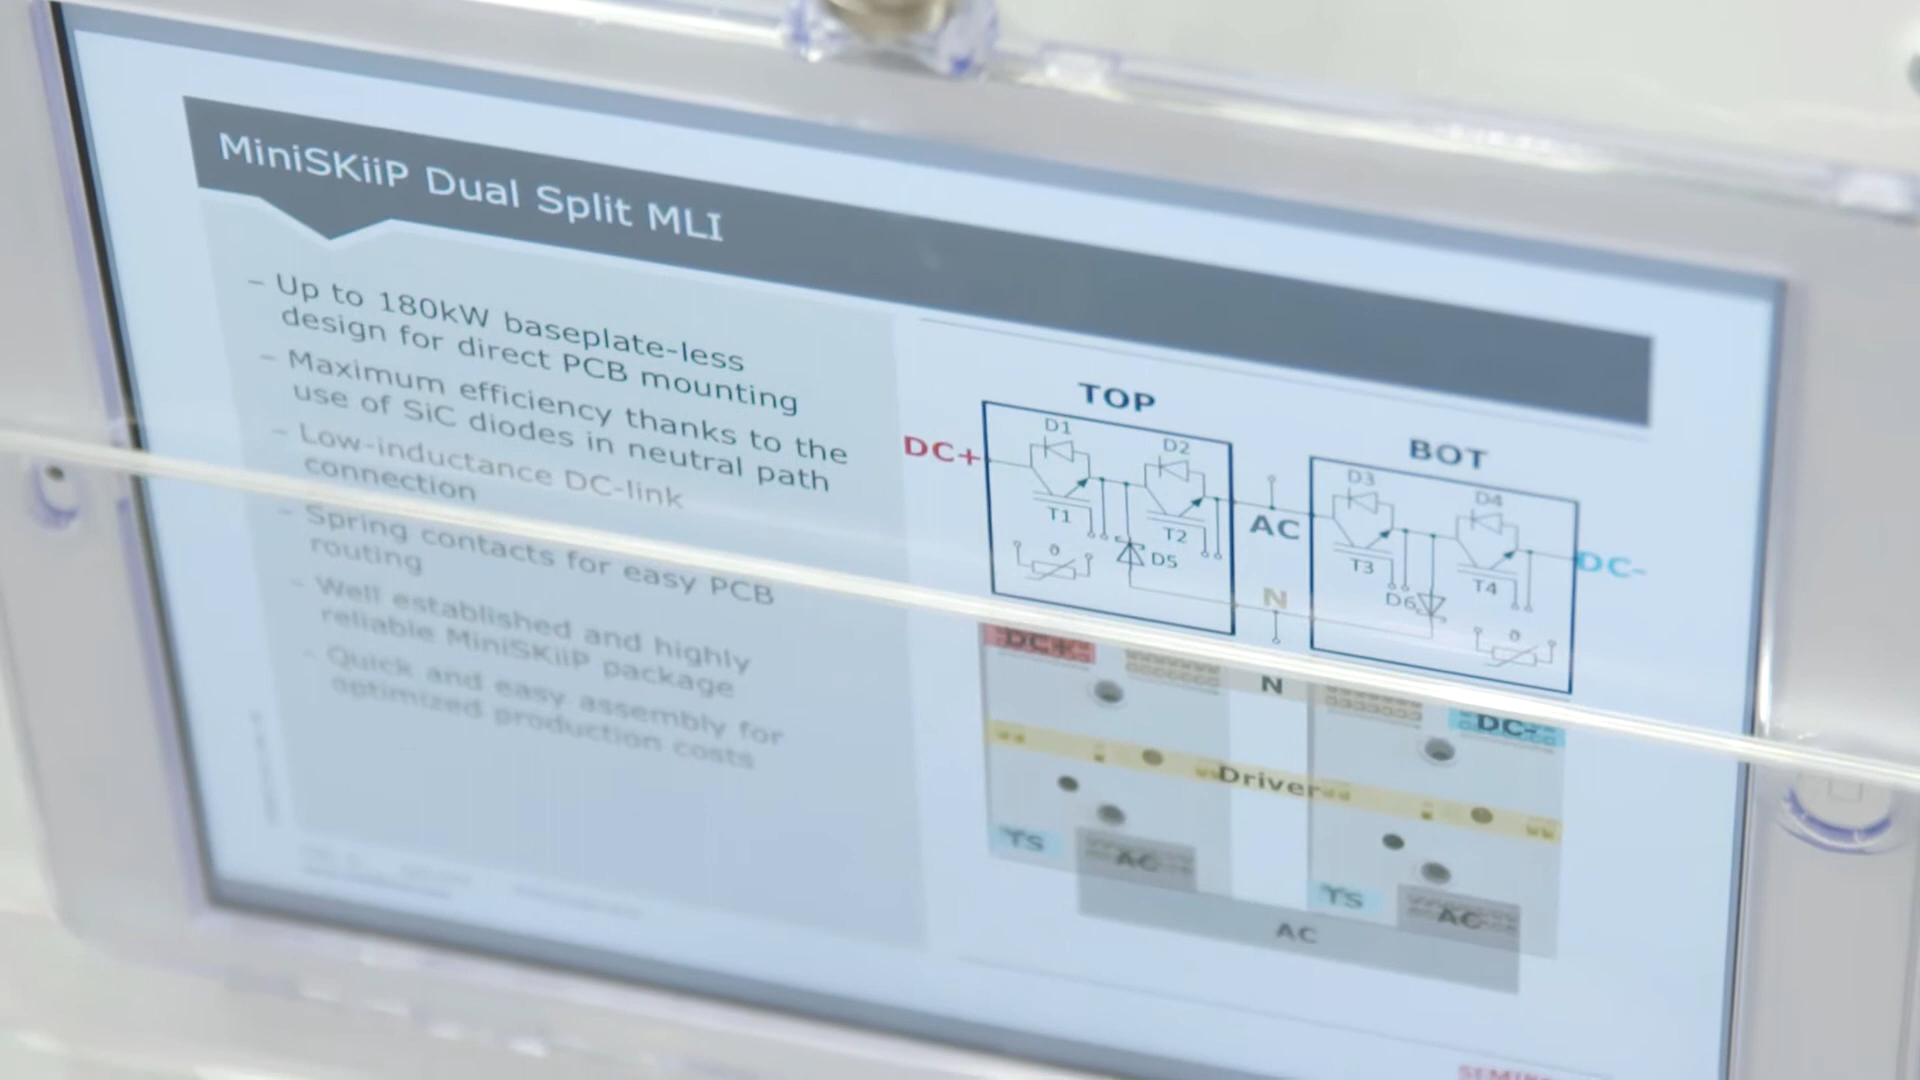 MiniSKiiP Dual Split MLI
– Up to 180kW baseplate-less
design for direct PCB mounting
– Maximum efficiency thanks to the
use of SiC diodes in neutral path
– Low-inductance DC-link
connection
– Spring contacts for easy PCB
routing
– Well established and highly
reliable MiniSKiiP package
– Quick and easy assembly for
optimized production costs
TOP
BOT
DC+
D1
D2
T1
T2
D5
AC
N
D3
D4
T3
T4
D6
DC-
DC+
N
DC-
Driver
TS
AC
TS
AC
AC